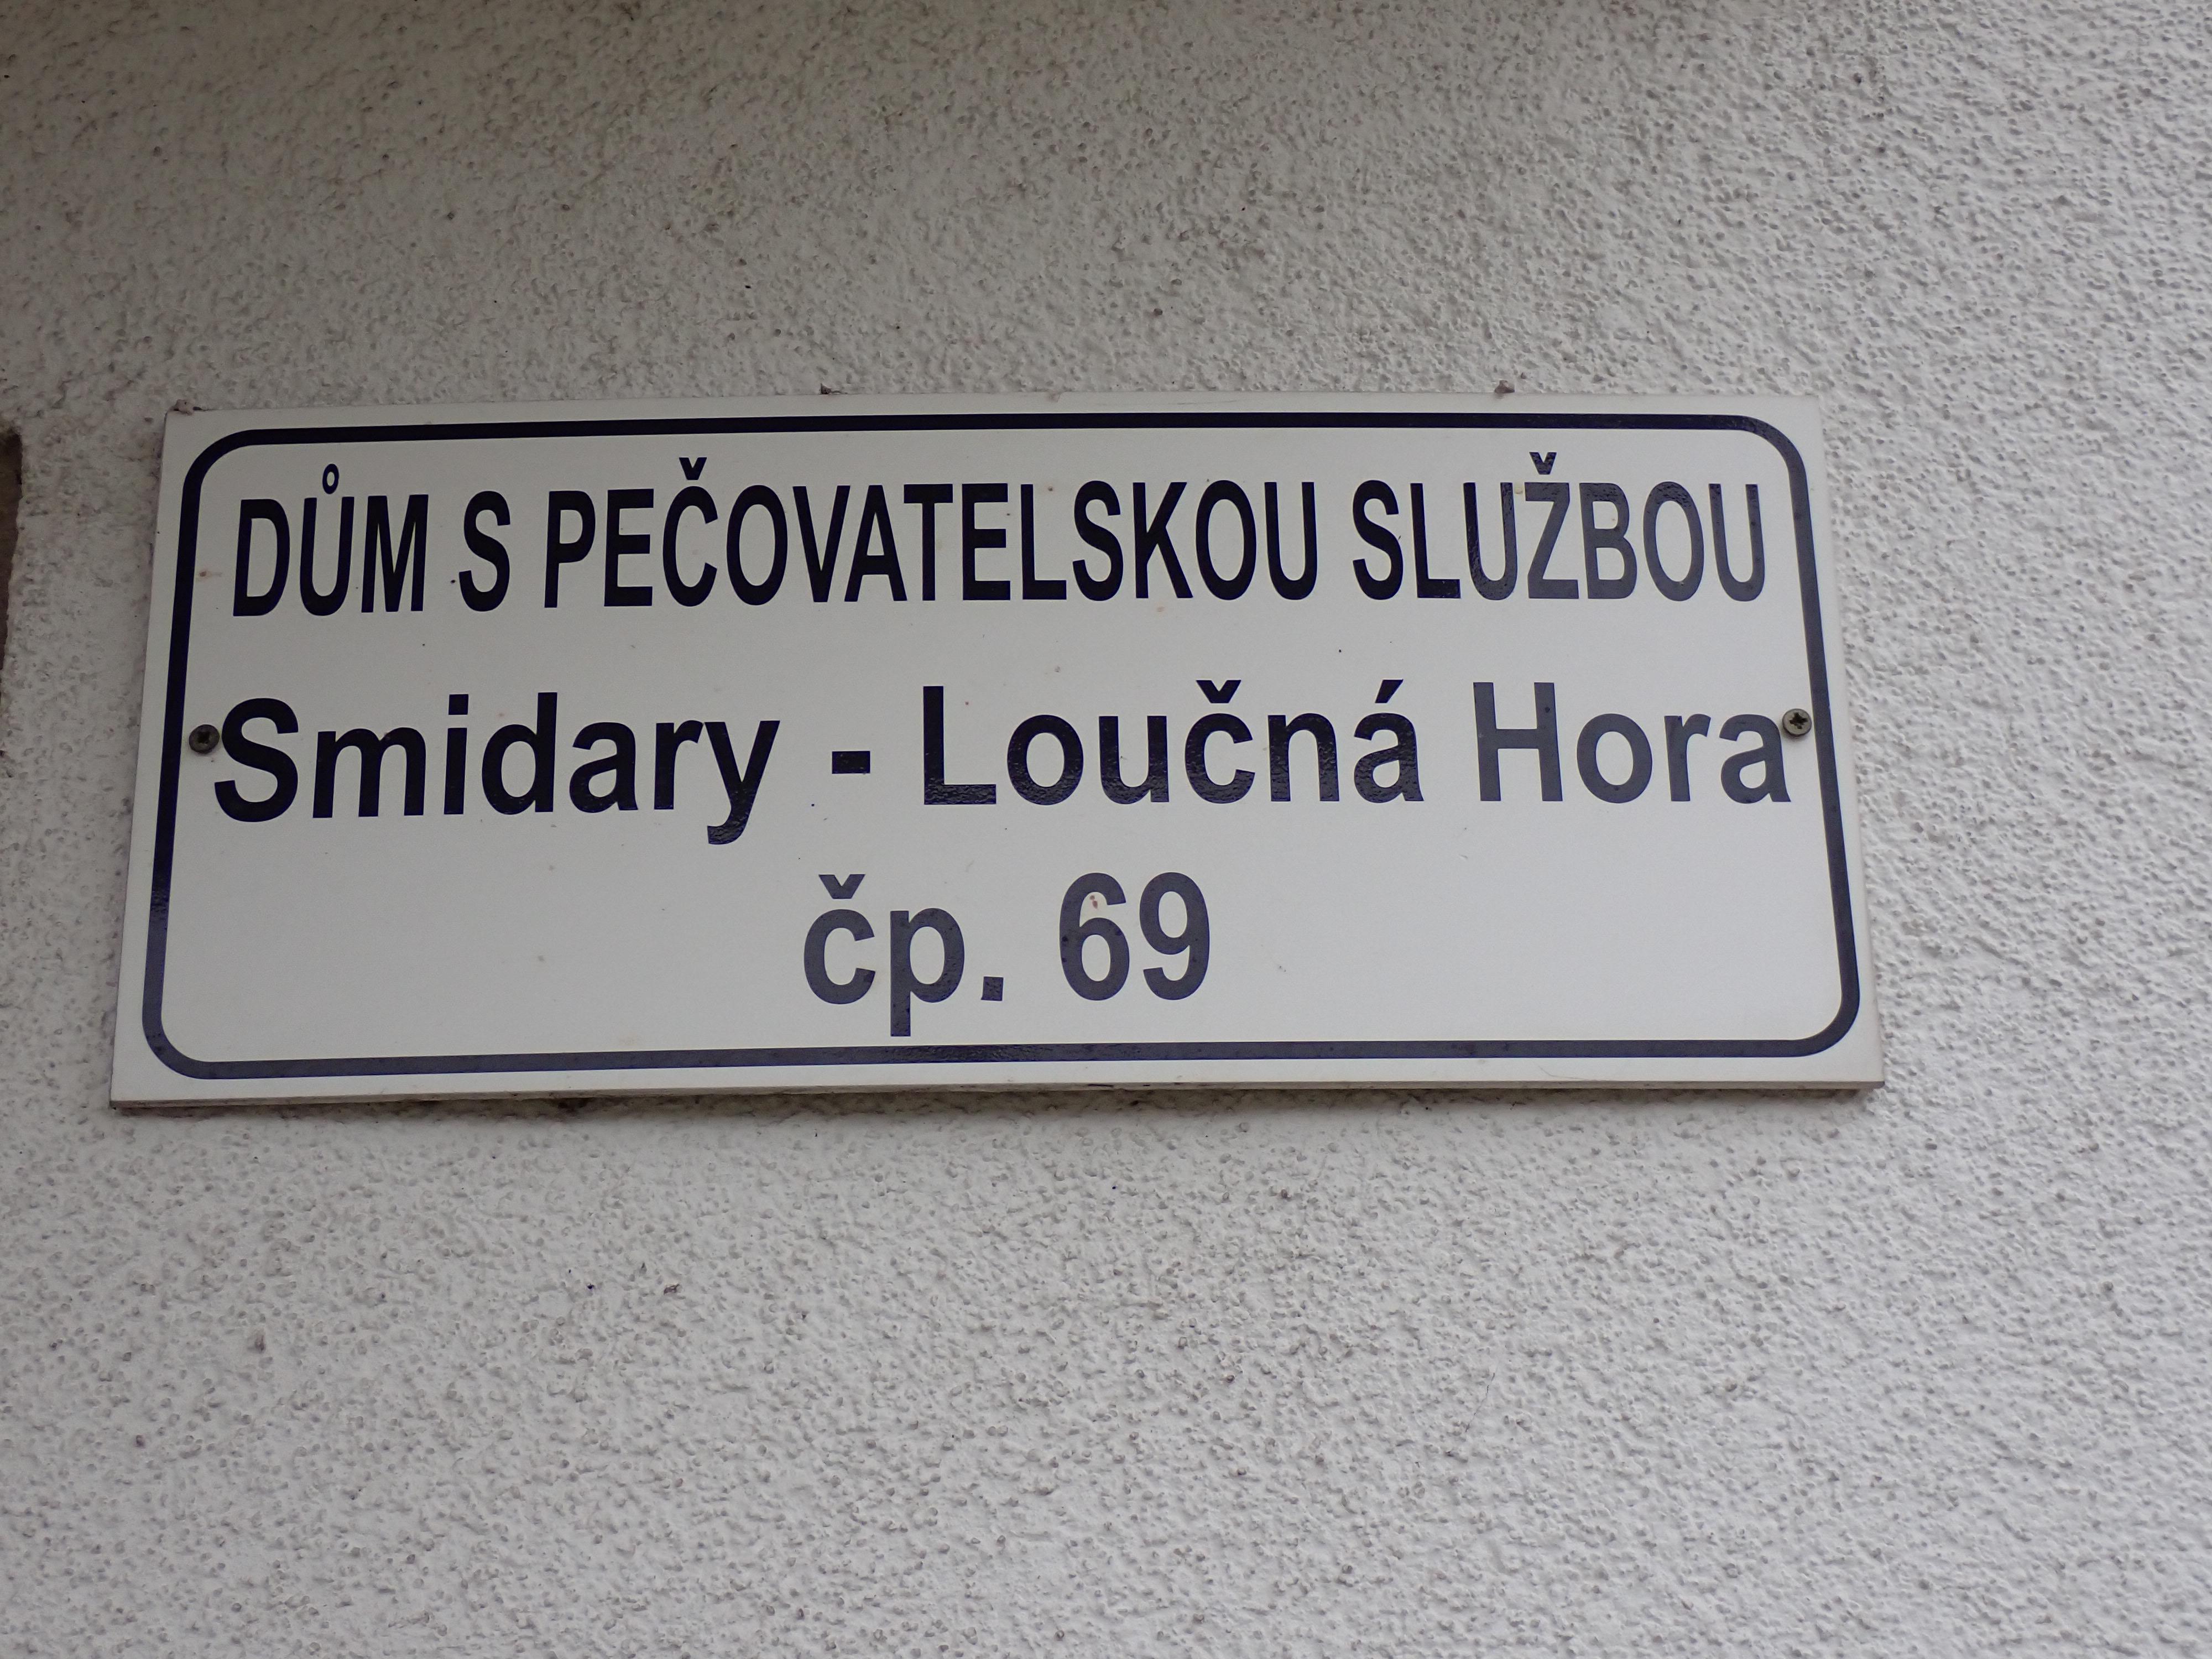 DŮM S PEČOVATELSKOU SLUŽBOU
Smidary - Loučná Hora
čp. 69